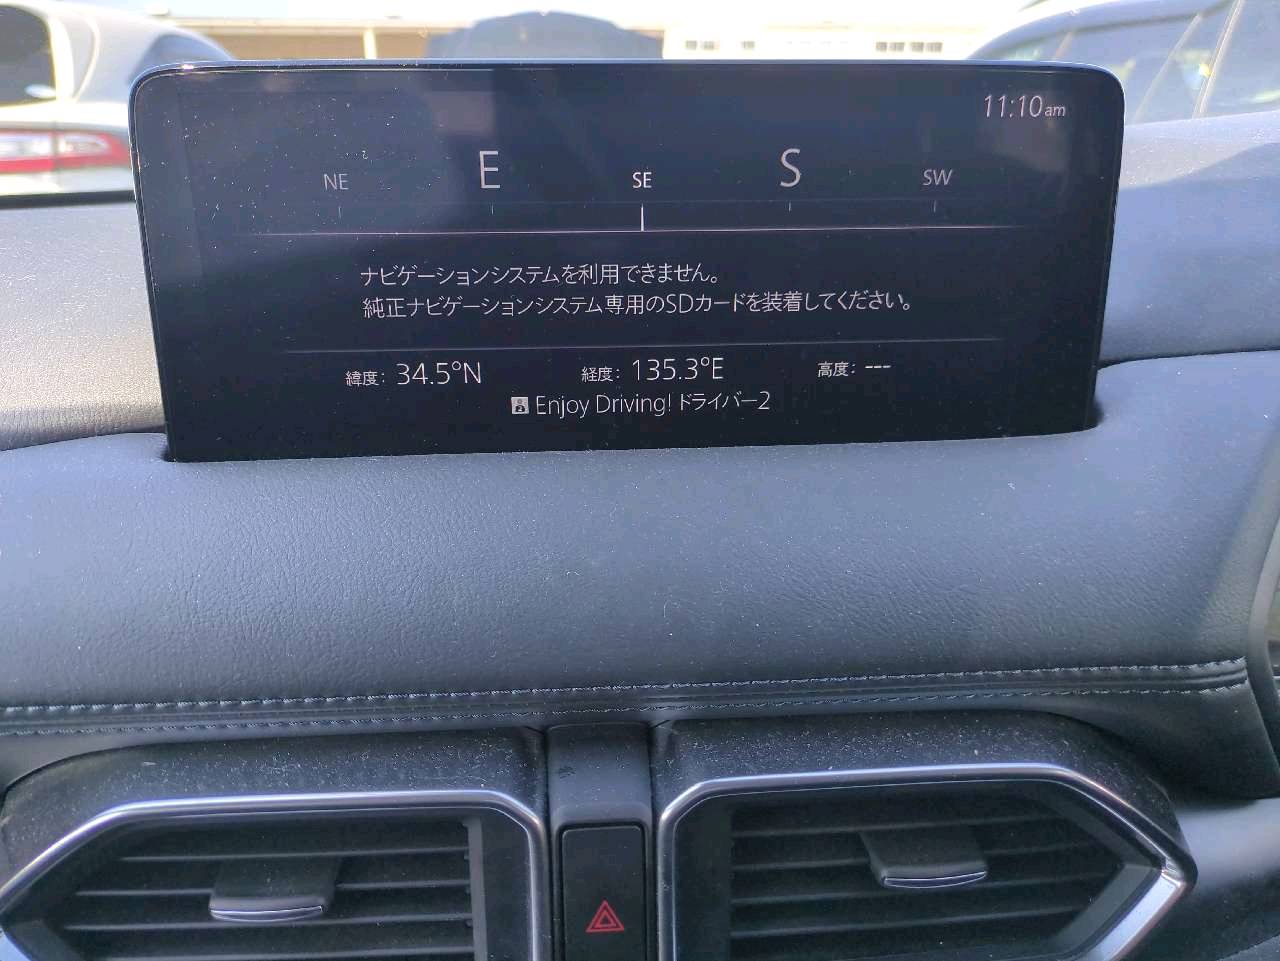 11:10am
NE E SE S SW
ナビゲーションシステムを利用できません。
純正ナビゲーションシステム専用のSDカードを装着してください。
緯度: 34.5°N 経度: 135.3°E 高度: ---
Enjoy Driving! ドライバー2